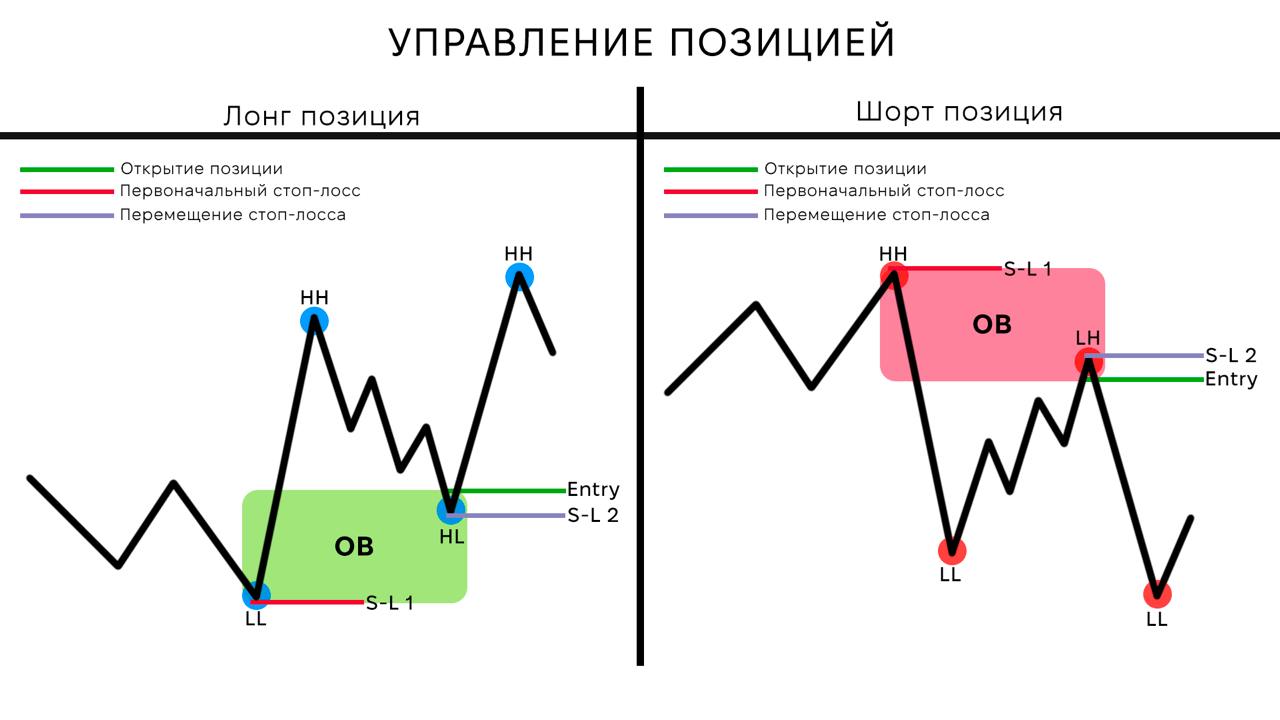 УПРАВЛЕНИЕ ПОЗИЦИЕЙ
Лонг позиция
Открытие позиции
Первоначальный стоп-лосс
Перемещение стоп-лосса
HH
HH
Entry
S-L 2
HL
OB
S-L 1
LL
Шорт позиция
Открытие позиции
Первоначальный стоп-лосс
Перемещение стоп-лосса
HH
S-L 1
OB
LH
S-L 2
Entry
LL
LL